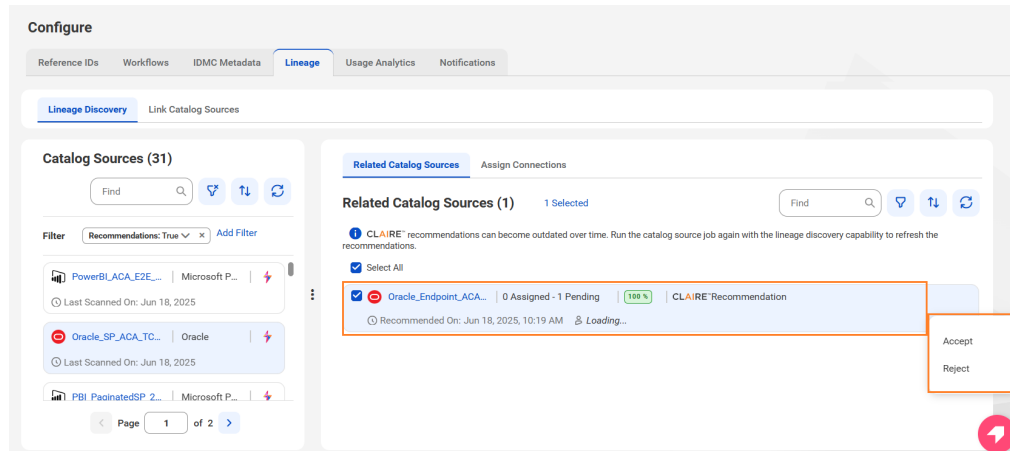 Configure
Reference IDs Workflows IDMC Metadata Lineage Usage Analytics Notifications
Lineage Discovery Link Catalog Sources
Catalog Sources (31)
Find
Filter Recommendations: True × Add Filter
PowerBI_ACA_E2E_... Microsoft P...
Last Scanned On: Jun 18, 2025
Oracle_SP_ACA_TC... Oracle
Last Scanned On: Jun 18, 2025
PBI_PaginatedSP_2... Microsoft P...
Page 1 of 2
Related Catalog Sources Assign Connections
Related Catalog Sources (1) 1 Selected Find
CLAIRE™ recommendations can become outdated over time. Run the catalog source job again with the lineage discovery capability to refresh the
recommendations.
Select All
Oracle_Endpoint_ACA... 0 Assigned - 1 Pending 100 % CLAIRE™Recommendation
Recommended On: Jun 18, 2025, 10:19 AM Loading...
Accept
Reject